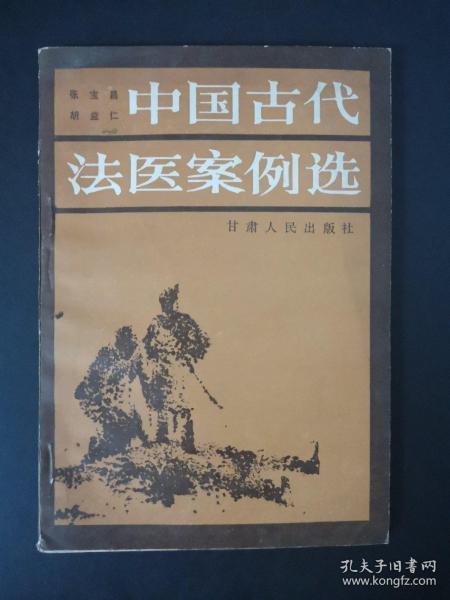 张宝昌
胡益仁
中国古代
法医案例选
甘肃人民出版社
孔夫子旧书网
www.kongfz.com